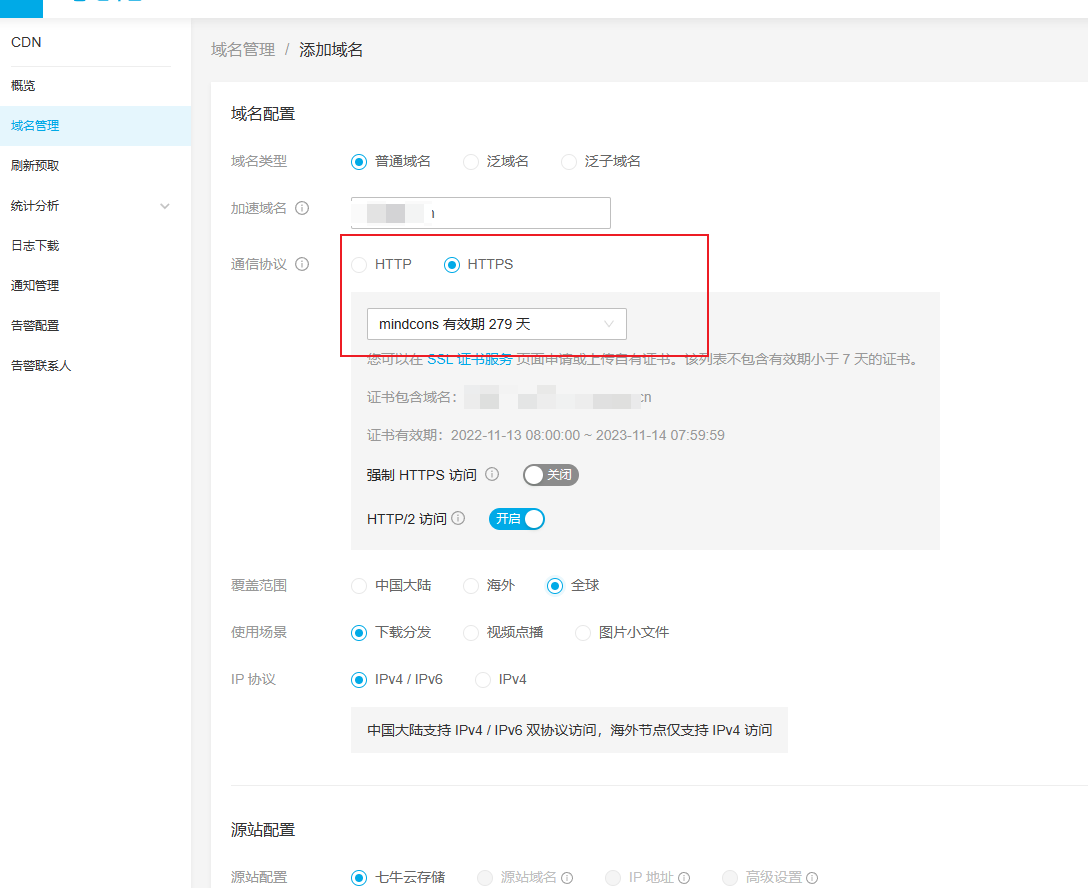 CDN
概览
域名管理
刷新预取
统计分析
日志下载
通知管理
告警配置
告警联系人
域名管理 / 添加域名
域名配置
域名类型 普通域名 泛域名 泛子域名
加速域名
通信协议 HTTP HTTPS
mindcons 有效期 279 天
您可以在 SSL 证书服务 页面申请或上传自有证书。该列表不包含有效期小于 7 天的证书。
证书包含域名: cn
证书有效期: 2022-11-13 08:00:00 ~ 2023-11-14 07:59:59
强制 HTTPS 访问 关闭
HTTP/2 访问 开启
覆盖范围 中国大陆 海外 全球
使用场景 下载分发 视频点播 图片小文件
IP 协议 IPv4 / IPv6 IPv4
中国大陆支持 IPv4 / IPv6 双协议访问，海外节点仅支持 IPv4 访问
源站配置
源站配置 七牛云存储 源站域名 IP 地址 高级设置